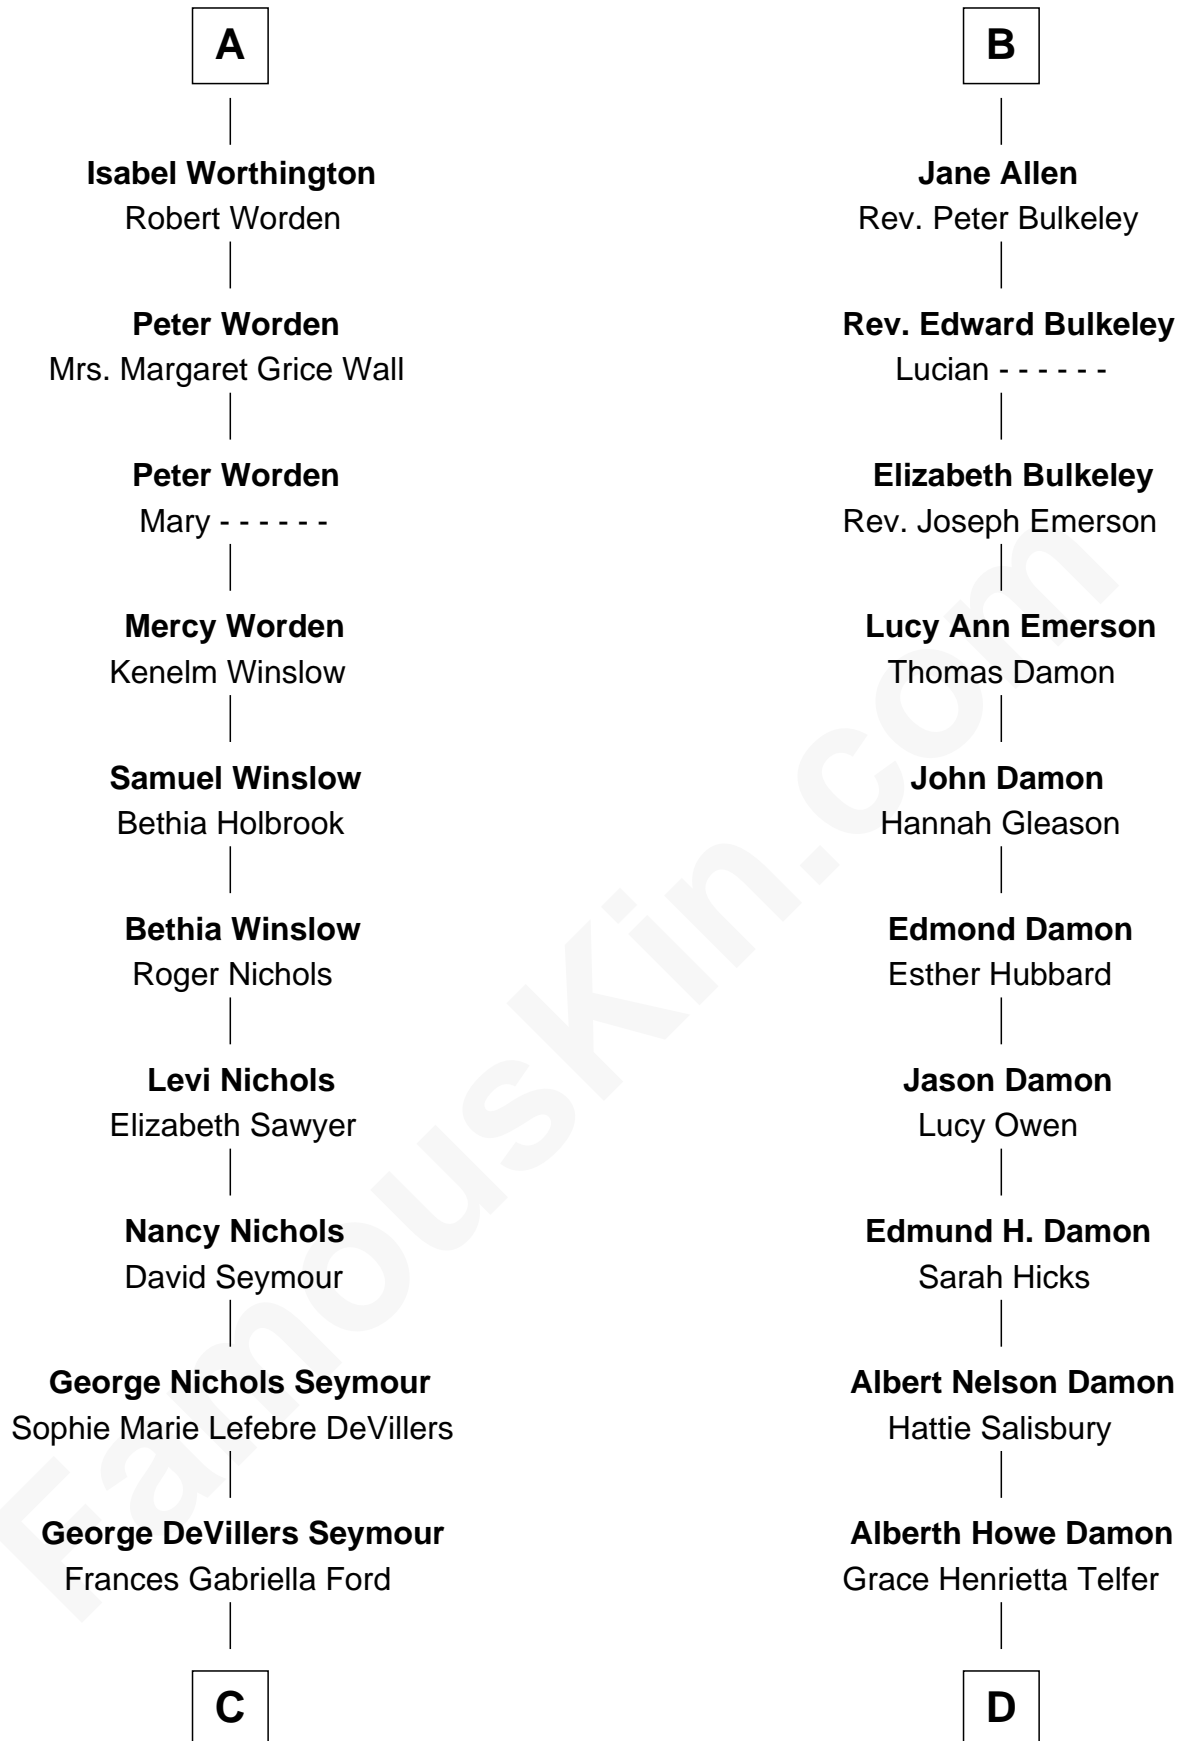 A
Isabel Worthington
Robert Worden
Peter Worden
Mrs. Margaret Grice Wall
Peter Worden
Mary - - - - - -
Mercy Worden
Kenelm Winslow
Samuel Winslow
Bethia Holbrook
Bethia Winslow
Roger Nichols
Levi Nichols
Elizabeth Sawyer
Nancy Nichols
David Seymour
George Nichols Seymour
Sophie Marie Lefebre DeVillers
George DeVillers Seymour
Frances Gabriella Ford
C
B
Jane Allen
Rev. Peter Bulkeley
Rev. Edward Bulkeley
Lucian - - - - - -
Elizabeth Bulkeley
Rev. Joseph Emerson
Lucy Ann Emerson
Thomas Damon
John Damon
Hannah Gleason
Edmond Damon
Esther Hubbard
Jason Damon
Lucy Owen
Edmund H. Damon
Sarah Hicks
Albert Nelson Damon
Hattie Salisbury
Alberth Howe Damon
Grace Henrietta Telfer
D
FamousKin.com